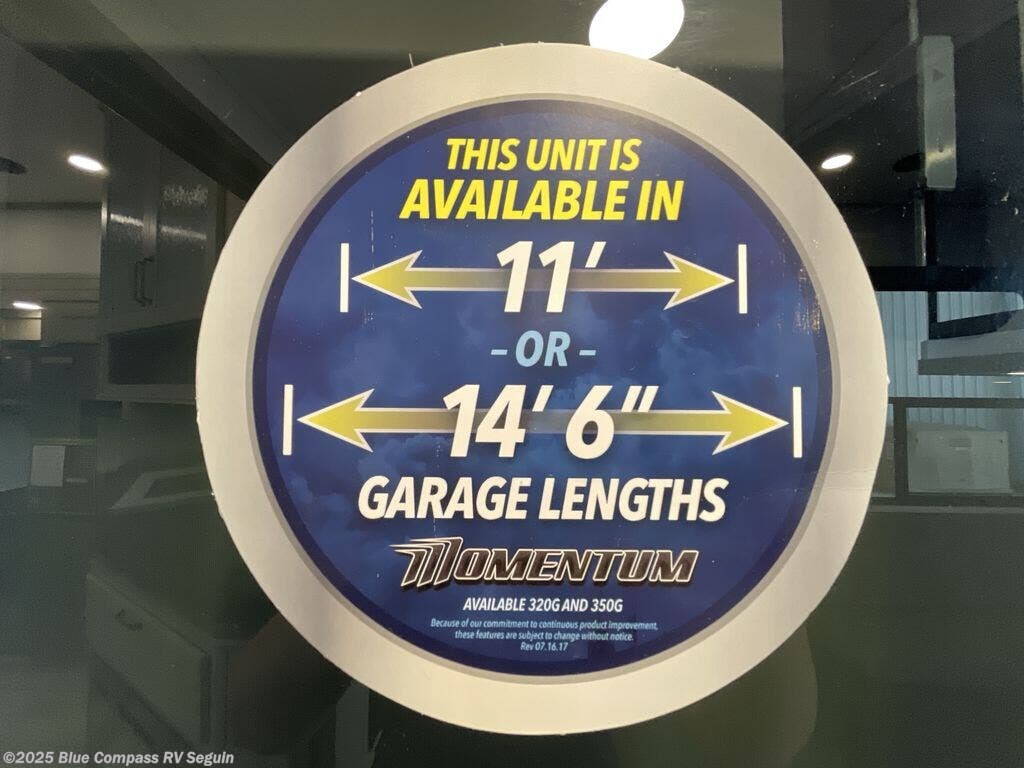 THIS UNIT IS
AVAILABLE IN
11'
- OR -
14' 6"
GARAGE LENGTHS
MOMENTUM
AVAILABLE 320G AND 350G
Because of our commitment to continuous product improvement,
these features are subject to change without notice.
Rev 07.16.17
©2025 Blue Compass RV Seguin